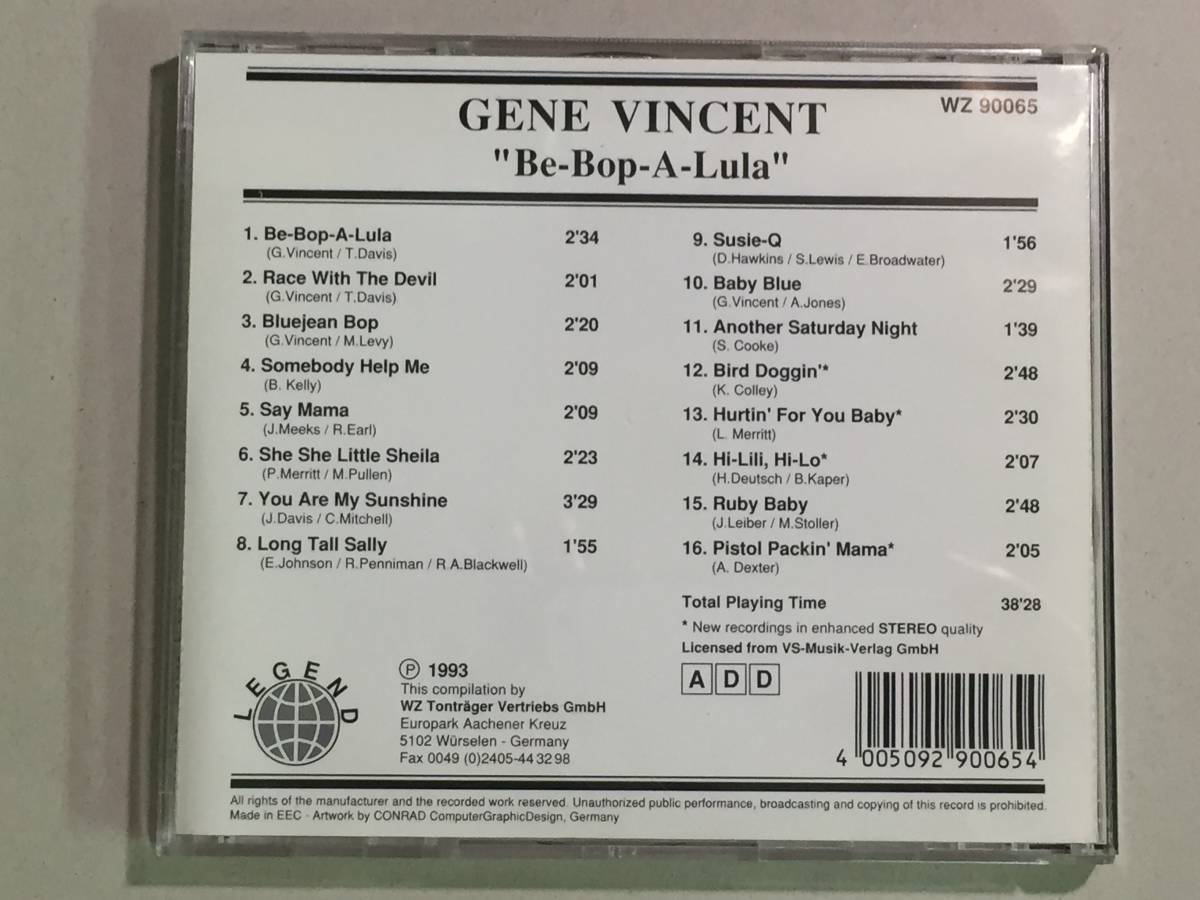 GENE VINCENT
WZ 90065
"Be-Bop-A-Lula"
1. Be-Bop-A-Lula 2'34
(G.Vincent / T.Davis)
2. Race With The Devil 2'01
(G.Vincent / T.Davis)
3. Bluejean Bop 2'20
(G.Vincent / M.Levy)
4. Somebody Help Me 2'09
(B. Kelly)
5. Say Mama 2'09
(J.Meeks / R.Earl)
6. She She Little Sheila 2'23
(P.Merritt / M.Pullen)
7. You Are My Sunshine 3'29
(J.Davis / C.Mitchell)
8. Long Tall Sally 1'55
(E.Johnson / R.Penniman / R.A.Blackwell)
9. Susie-Q 1'56
(D.Hawkins / S.Lewis / E.Broadwater)
10. Baby Blue 2'29
(G.Vincent / A.Jones)
11. Another Saturday Night 1'39
(S. Cooke)
12. Bird Doggin'* 2'48
(K. Colley)
13. Hurtin' For You Baby* 2'30
(L. Merritt)
14. Hi-Lili, Hi-Lo* 2'07
(H.Deutsch / B.Kaper)
15. Ruby Baby 2'48
(J.Leiber / M.Stoller)
16. Pistol Packin' Mama* 2'05
(A. Dexter)
Total Playing Time 38'28
* New recordings in enhanced STEREO quality
Licensed from VS-Musik-Verlag GmbH
A D D
LEGEND
℗ 1993
This compilation by
WZ Tonträger Vertriebs GmbH
Europark Aachener Kreuz
5102 Würselen - Germany
Fax 0049 (0)2405-44 32 98
4 005092 900654
All rights of the manufacturer and the recorded work reserved. Unauthorized public performance, broadcasting and copying of this record is prohibited.
Made in EEC - Artwork by CONRAD ComputerGraphicDesign, Germany